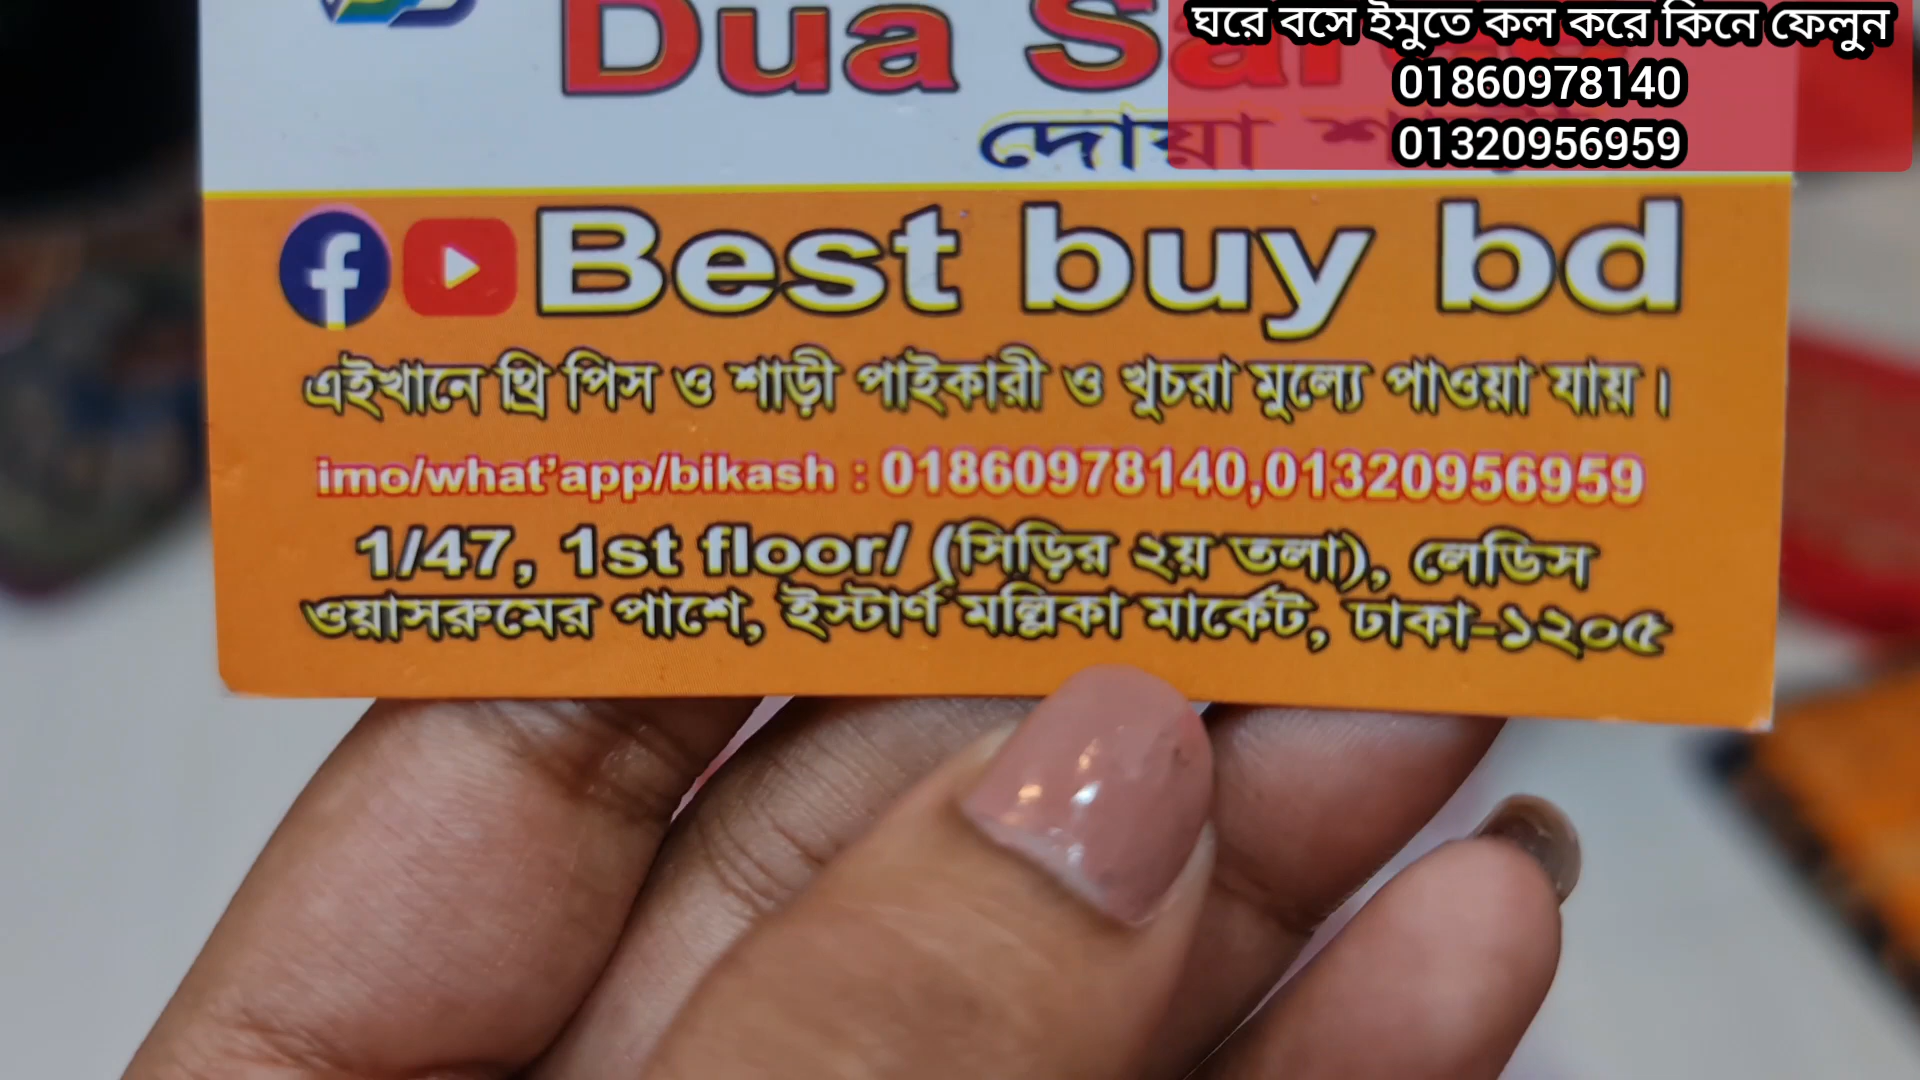 ঘরে বসে ইমুতে কল করে কিনে ফেলুন
01860978140
01320956959
Dua
দোয়া
Best buy bd
এইখানে থ্রি পিস ও শাড়ী পাইকারী ও খুচরা মুল্যে পাওয়া যায়।
imo/what'app/bikash : 01860978140,01320956959
1/47, 1st floor/ (সিড়ির ২য় তলা), লেডিস
ওয়াসরুমের পাশে, ইস্টার্ণ মল্লিকা মার্কেট, ঢাকা-১২০৫